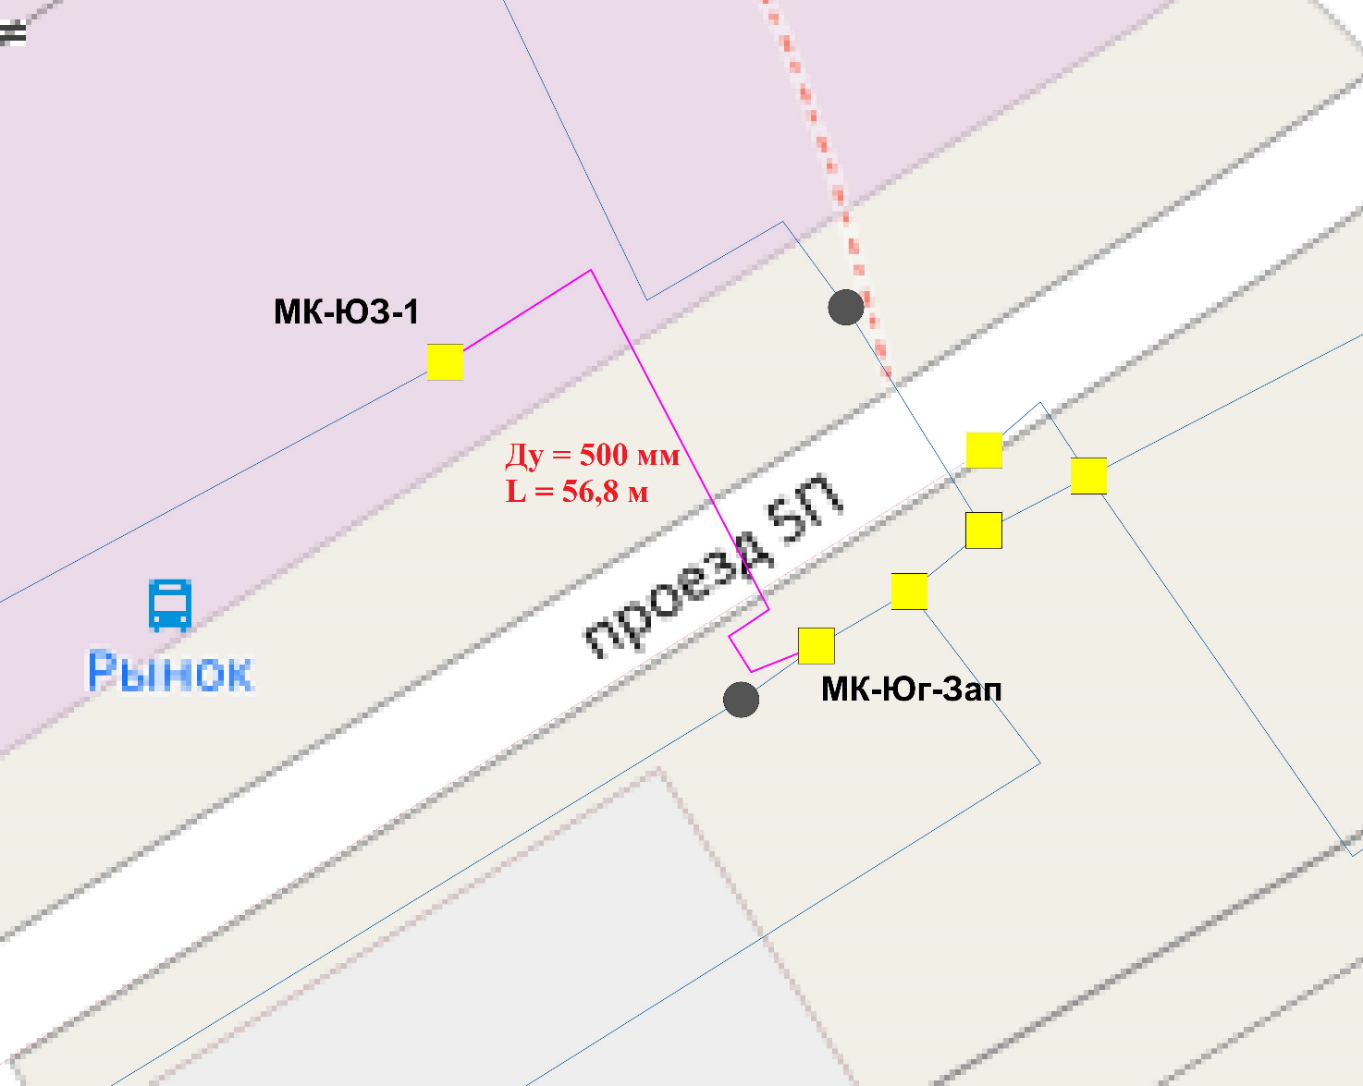 МК-ЮЗ-1
Ду = 500 мм
L = 56,8 м
проезд 5П
Рынок
МК-Юг-Зап